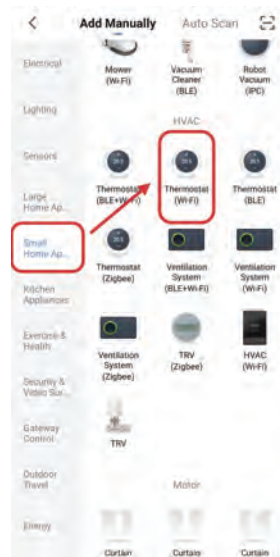 Add Manually
Auto Scan
Electrical
Lighting
Sensors
Large
Home Ap...
Small
Home Ap...
Kitchen
Appliances
Exercise &
Health
Security &
Video Sur...
Gateway
Control
Outdoor
Travel
Energy
Mower
(Wi-Fi)
Vacuum
Cleaner
(BLE)
Robot
Vacuum
(IPC)
HVAC
Thermostat
(BLE+Wi-Fi)
Thermostat
(Wi-Fi)
Thermostat
(BLE)
Thermostat
(Zigbee)
Ventilation
System
(BLE+Wi-Fi)
Ventilation
System
(Wi-Fi)
Ventilation
System
(Zigbee)
TRV
(Zigbee)
HVAC
(Wi-Fi)
TRV
Motor
Curtain
Curtain
Curtain